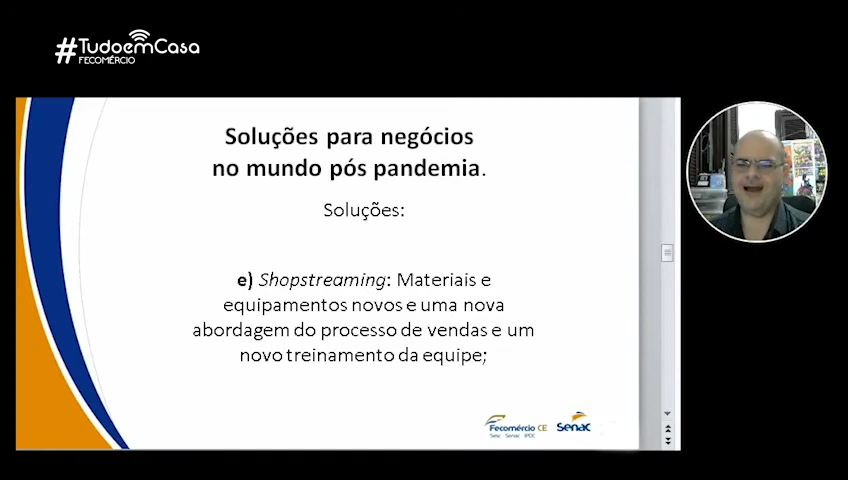 #TudoemCasa
FECOMÉRCIO
Soluções para negócios
no mundo pós pandemia.
Soluções:
e) Shopstreaming: Materiais e
equipamentos novos e uma nova
abordagem do processo de vendas e um
novo treinamento da equipe;
Fecomércio CE
Sesc Senac IPDC
Senac